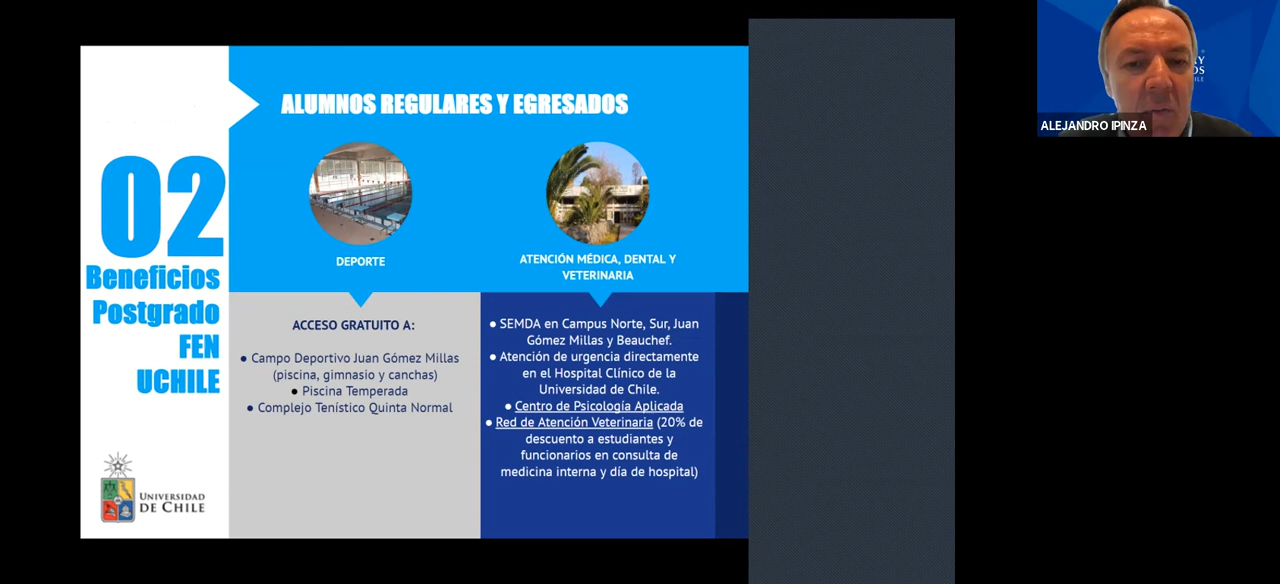 ALUMNOS REGULARES Y EGRESADOS
02
Beneficios
Postgrado
FEN
UCHILE
UNIVERSIDAD
DE CHILE
DEPORTE
ACCESO GRATUITO A:
● Campo Deportivo Juan Gómez Millas
(piscina, gimnasio y canchas)
● Piscina Temperada
● Complejo Tenístico Quinta Normal
ATENCIÓN MÉDICA, DENTAL Y
VETERINARIA
● SEMDA en Campus Norte, Sur, Juan
Gómez Millas y Beauchef.
● Atención de urgencia directamente
en el Hospital Clínico de la
Universidad de Chile.
● Centro de Psicología Aplicada
● Red de Atención Veterinaria (20% de
descuento a estudiantes y
funcionarios en consulta de
medicina interna y día de hospital)
ALEJANDRO IPINZA